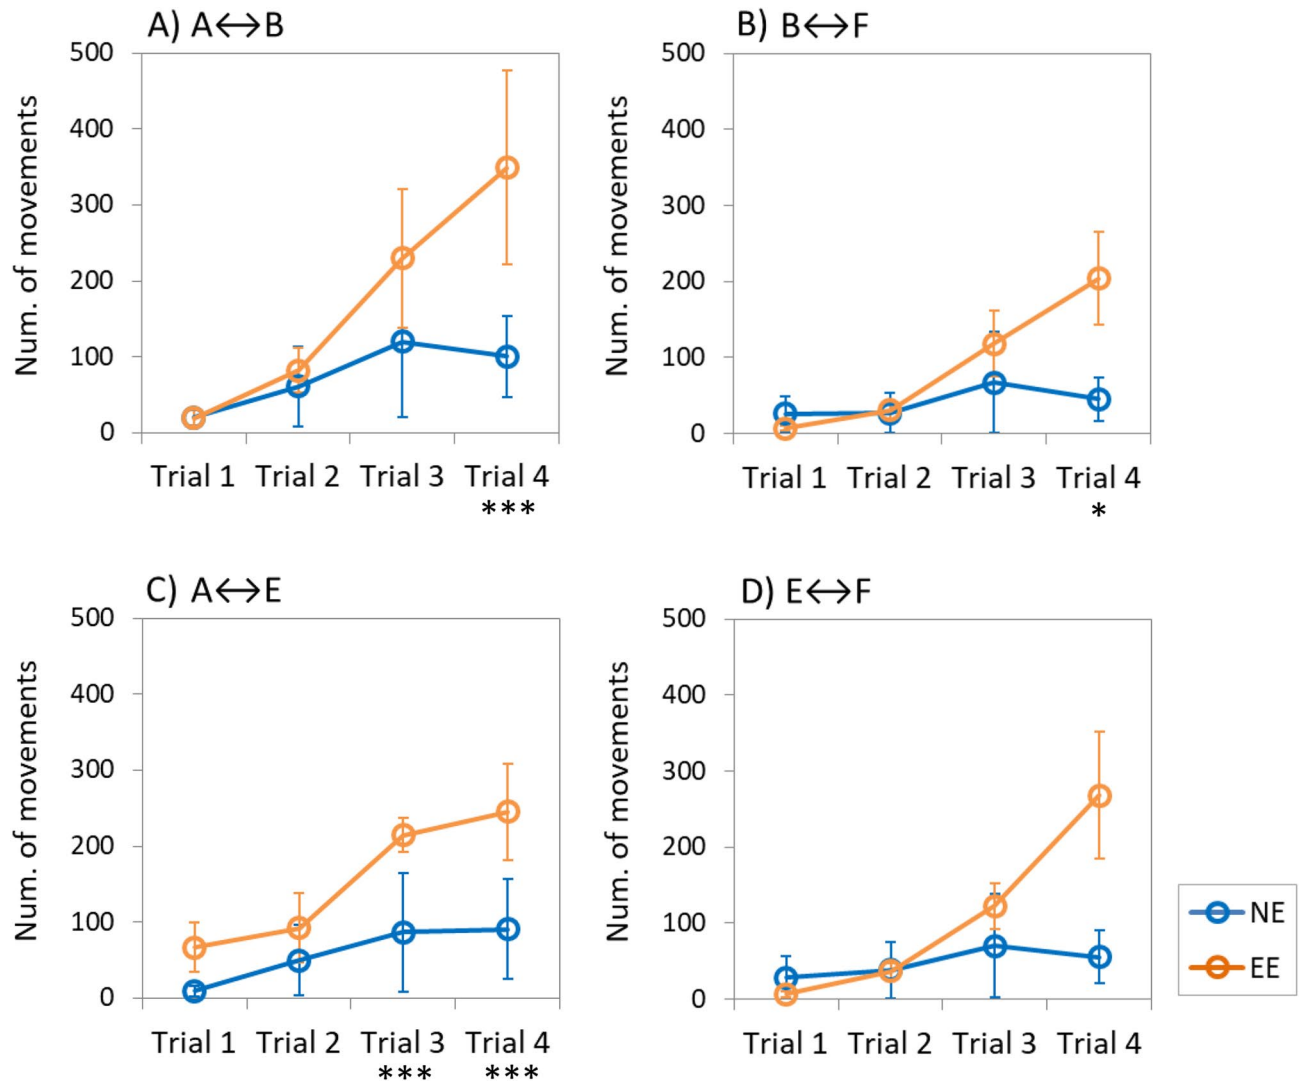 A) A↔B
Num. of movements
500
400
300
200
100
0
Trial 1 Trial 2 Trial 3 Trial 4
***
B) B↔F
Num. of movements
500
400
300
200
100
0
Trial 1 Trial 2 Trial 3 Trial 4
*
C) A↔E
Num. of movements
500
400
300
200
100
0
Trial 1 Trial 2 Trial 3 Trial 4
*** ***
D) E↔F
Num. of movements
500
400
300
200
100
0
Trial 1 Trial 2 Trial 3 Trial 4
NE
EE